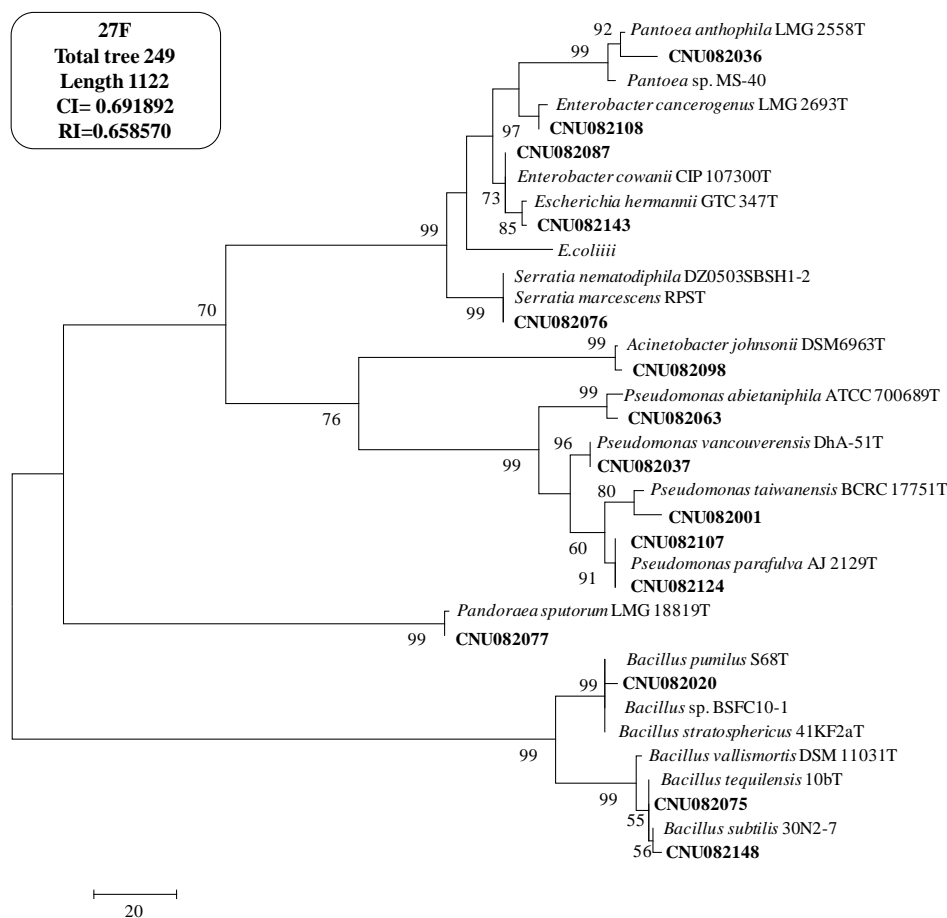 27F
Total tree 249
Length 1122
CI= 0.691892
RI=0.658570
92
Pantoea anthophila LMG 2558T
99
CNU082036
Pantoea sp. MS-40
Enterobacter cancerogenus LMG 2693T
97
CNU082108
CNU082087
Enterobacter cowanii CIP 107300T
73
Escherichia hermannii GTC 347T
85
CNU082143
99
E.coliiii
Serratia nematodiphila DZ0503SBSH1-2
Serratia marcescens RPST
99
CNU082076
70
99
Acinetobacter johnsonii DSM6963T
CNU082098
76
99
Pseudomonas abietaniphila ATCC 700689T
CNU082063
99
96
Pseudomonas vancouverensis DhA-51T
CNU082037
80
Pseudomonas taiwanensis BCRC 17751T
CNU082001
60
CNU082107
Pseudomonas parafulva AJ 2129T
91
CNU082124
Pandoraea sputorum LMG 18819T
99
CNU082077
Bacillus pumilus S68T
99
CNU082020
Bacillus sp. BSFC10-1
Bacillus stratosphericus 41KF2aT
99
Bacillus vallismortis DSM 11031T
Bacillus tequilensis 10bT
99
CNU082075
55
Bacillus subtilis 30N2-7
56
CNU082148
20